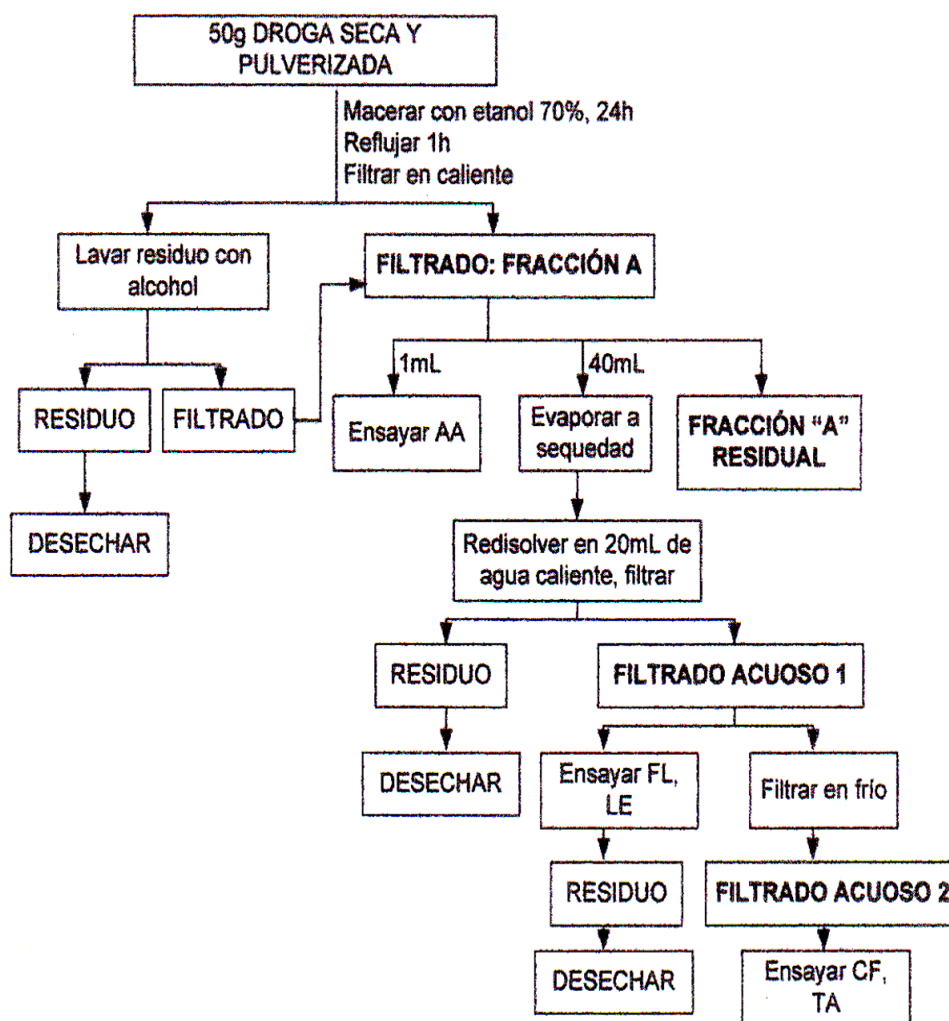 50g DROGA SECA Y
PULVERIZADA
Macerar con etanol 70%, 24h
Reflujar 1h
Filtrar en caliente
Lavar residuo con
alcohol
FILTRADO: FRACCIÓN A
RESIDUO
FILTRADO
DESECHAR
1mL
40mL
Ensayar AA
Evaporar a
sequedad
FRACCIÓN “A”
RESIDUAL
Redisolver en 20mL de
agua caliente, filtrar
RESIDUO
FILTRADO ACUOSO 1
DESECHAR
Ensayar FL,
LE
Filtrar en frío
RESIDUO
FILTRADO ACUOSO 2
DESECHAR
Ensayar CF,
TA